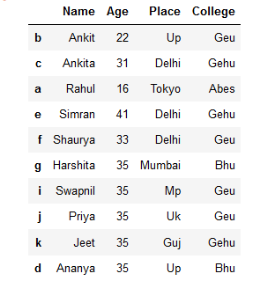 Name Age Place College
b Ankit 22 Up Geu
c Ankita 31 Delhi Gehu
a Rahul 16 Tokyo Abes
e Simran 41 Delhi Gehu
f Shaurya 33 Delhi Geu
g Harshita 35 Mumbai Bhu
i Swapnil 35 Mp Geu
j Priya 35 Uk Geu
k Jeet 35 Guj Gehu
d Ananya 35 Up Bhu